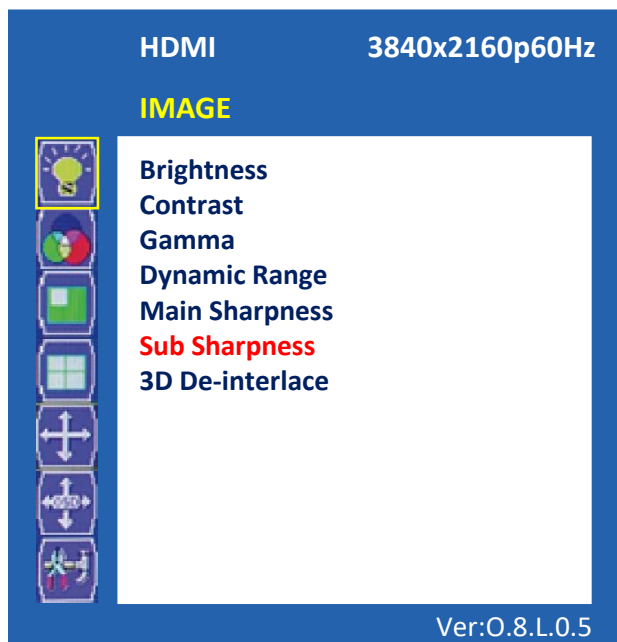 HDMI 3840x2160p60Hz
IMAGE
Brightness
Contrast
Gamma
Dynamic Range
Main Sharpness
Sub Sharpness
3D De-interlace
OSD
Ver:O.8.L.0.5